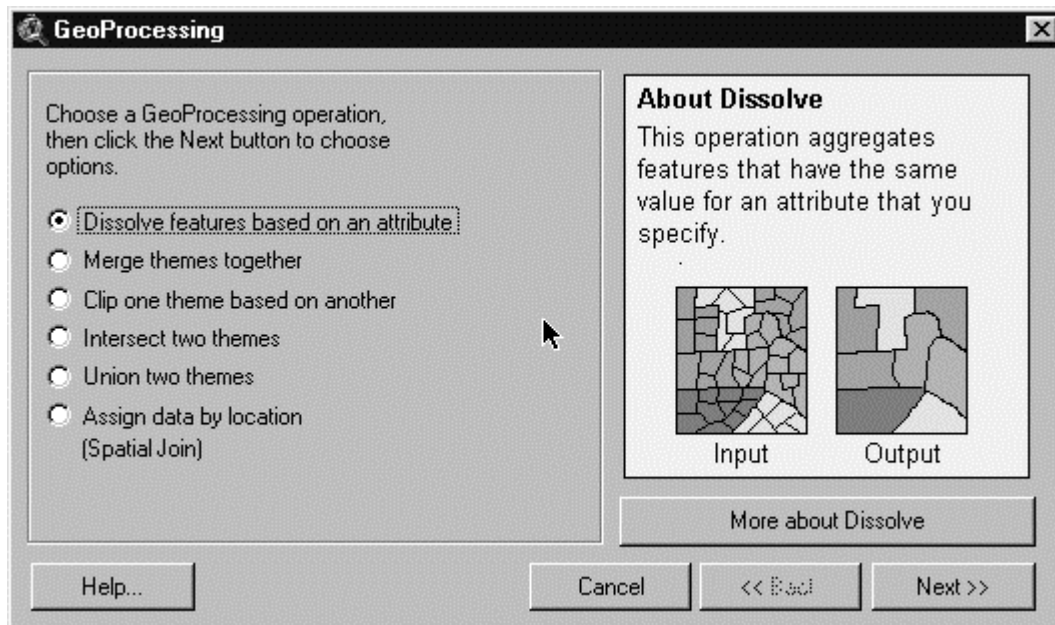 GeoProcessing
Choose a GeoProcessing operation,
then click the Next button to choose
options.
Dissolve features based on an attribute
Merge themes together
Clip one theme based on another
Intersect two themes
Union two themes
Assign data by location
(Spatial Join)
About Dissolve
This operation aggregates
features that have the same
value for an attribute that you
specify.
Input Output
More about Dissolve
Help... Cancel << Back Next >>